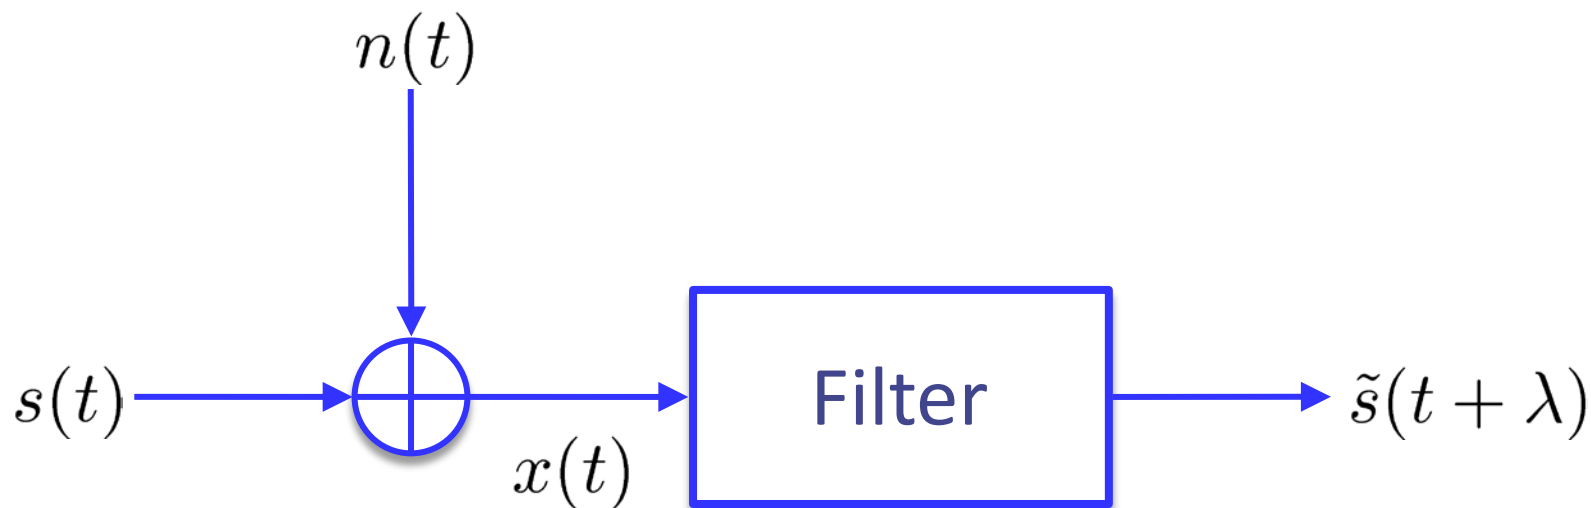 n(t)
s(t)
x(t)
Filter
s̃(t + λ)